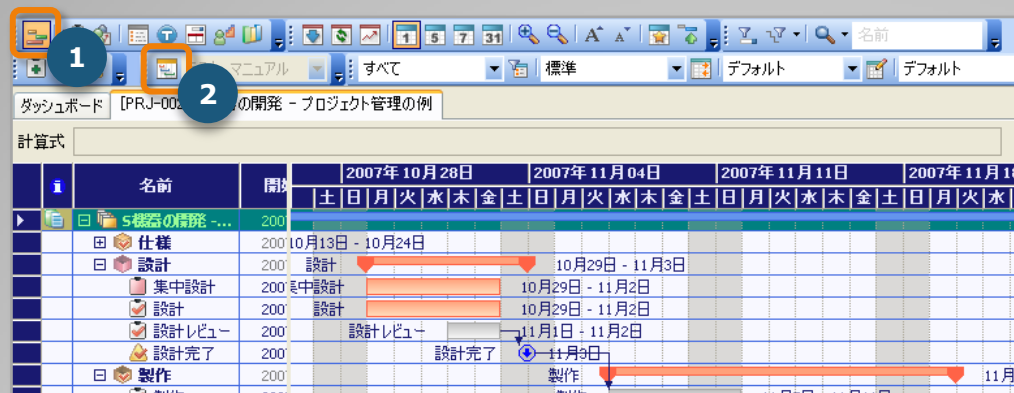 1 5 7 31 A A 名前
1
2
マニュアル すべて 標準 デフォルト デフォルト
ダッシュボード [PRJ-002 の開発 - プロジェクト管理の例
計算式
2007年10月28日 2007年11月04日 2007年11月11日 2007年11月18
名前 開始
土 日 月 火 水 木 金 土 日 月 火 水 木 金 土 日 月 火 水 木 金 土 日 月 火 水
S機器の開発 -... 200
仕様 200 10月13日 - 10月24日
設計 200 設計 10月29日 - 11月3日
集中設計 200 集中設計 10月29日 - 11月2日
設計 200 設計 10月29日 - 11月2日
設計レビュー 200 設計レビュー 11月1日 - 11月2日
設計完了 200 設計完了 11月3日
製作 200 製作 11月